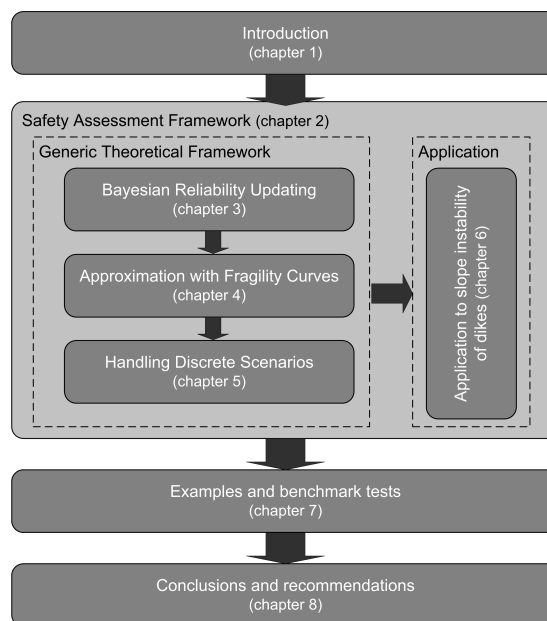 Introduction
(chapter 1)
Safety Assessment Framework (chapter 2)
Generic Theoretical Framework
Bayesian Reliability Updating
(chapter 3)
Approximation with Fragility Curves
(chapter 4)
Handling Discrete Scenarios
(chapter 5)
Application
Application to slope instability
of dikes (chapter 6)
Examples and benchmark tests
(chapter 7)
Conclusions and recommendations
(chapter 8)